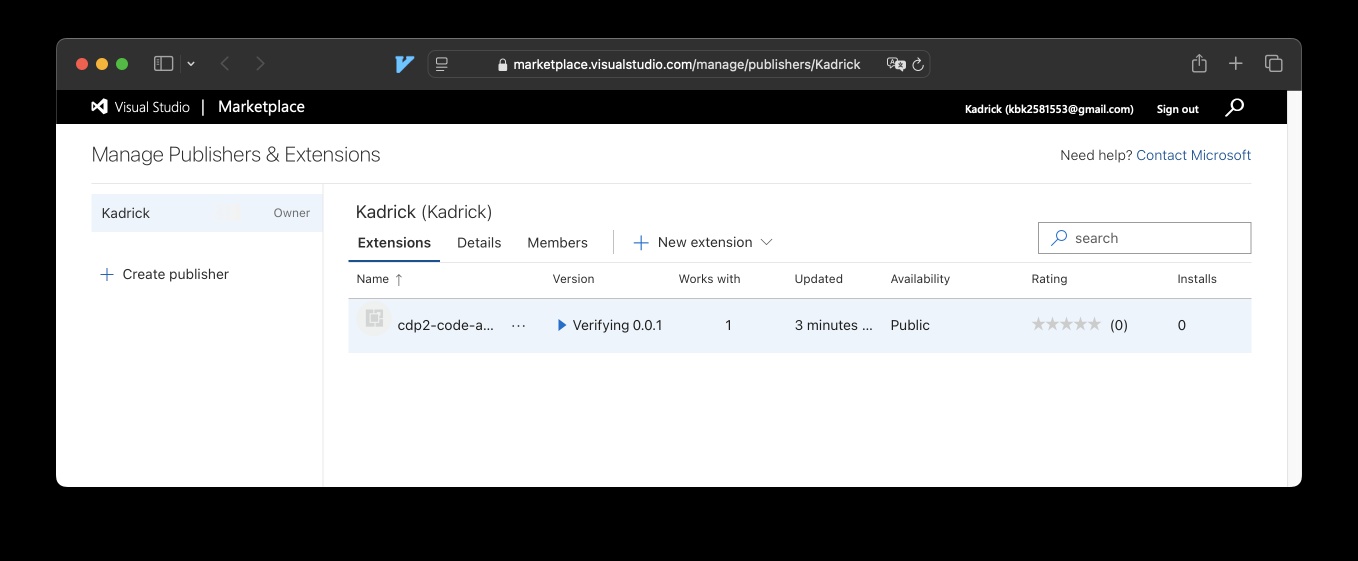 marketplace.visualstudio.com/manage/publishers/Kadrick
Visual Studio | Marketplace
Kadrick (kbk2581553@gmail.com) Sign out
Manage Publishers & Extensions
Need help? Contact Microsoft
Kadrick Owner
Create publisher
Kadrick (Kadrick)
Extensions Details Members New extension
search
Name ↑ Version Works with Updated Availability Rating Installs
cdp2-code-a... ··· Verifying 0.0.1 1 3 minutes ... Public ★★★★★ (0) 0